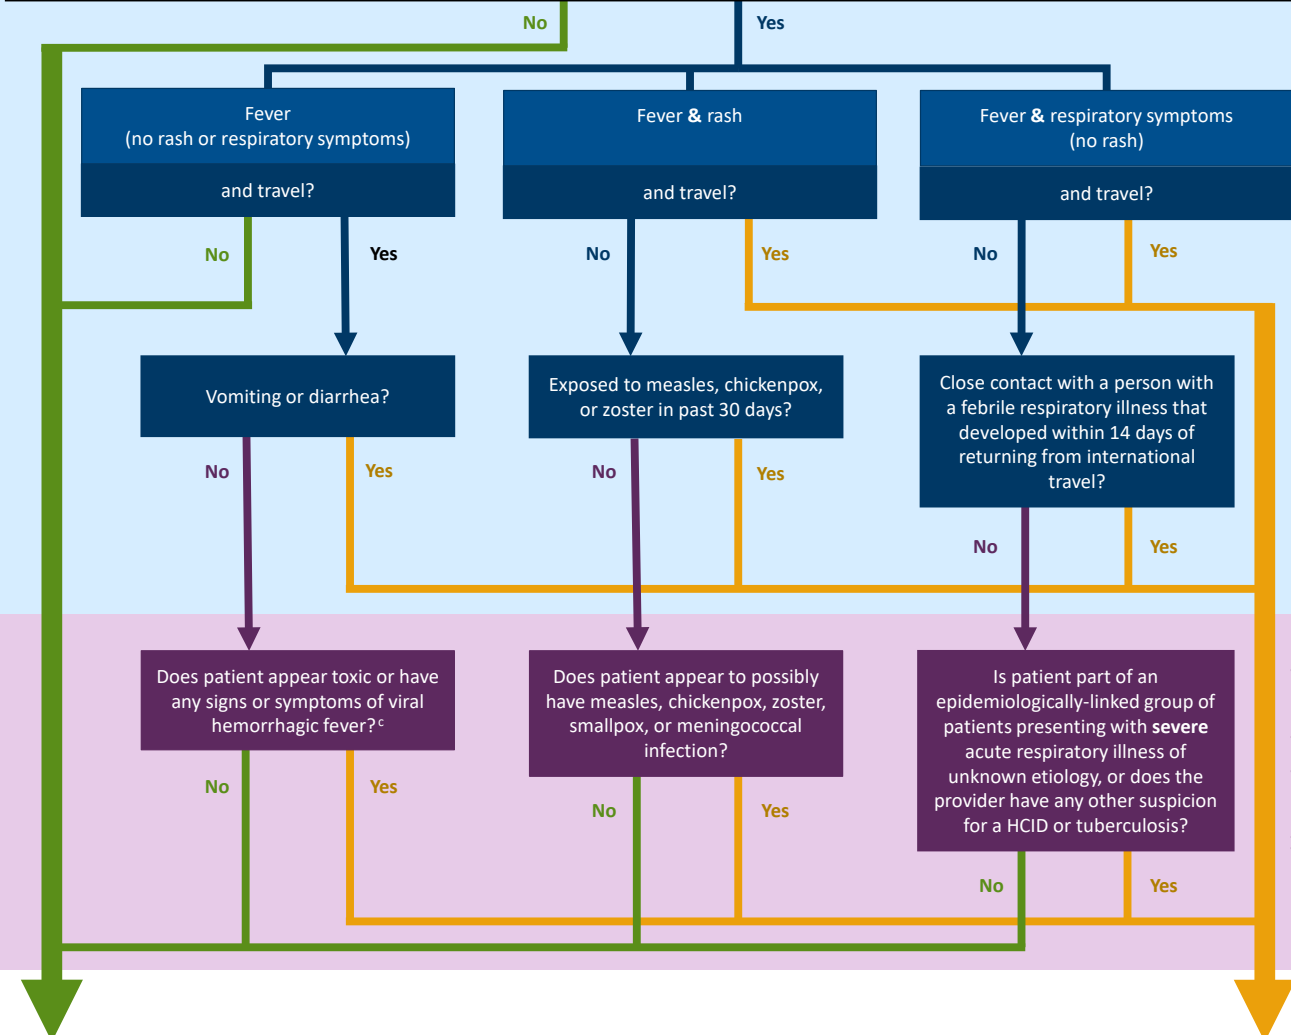 No
Yes
Fever
(no rash or respiratory symptoms)
and travel?
Fever & rash
and travel?
Fever & respiratory symptoms
(no rash)
and travel?
No
Yes
No
Yes
No
Yes
Vomiting or diarrhea?
Exposed to measles, chickenpox,
or zoster in past 30 days?
Close contact with a person with
a febrile respiratory illness that
developed within 14 days of
returning from international
travel?
No
Yes
No
Yes
No
Yes
Does patient appear toxic or have
any signs or symptoms of viral
hemorrhagic fever? c
Does patient appear to possibly
have measles, chickenpox, zoster,
smallpox, or meningococcal
infection?
Is patient part of an
epidemiologically-linked group of
patients presenting with severe
acute respiratory illness of
unknown etiology, or does the
provider have any other suspicion
for a HCID or tuberculosis?
No
Yes
No
Yes
No
Yes